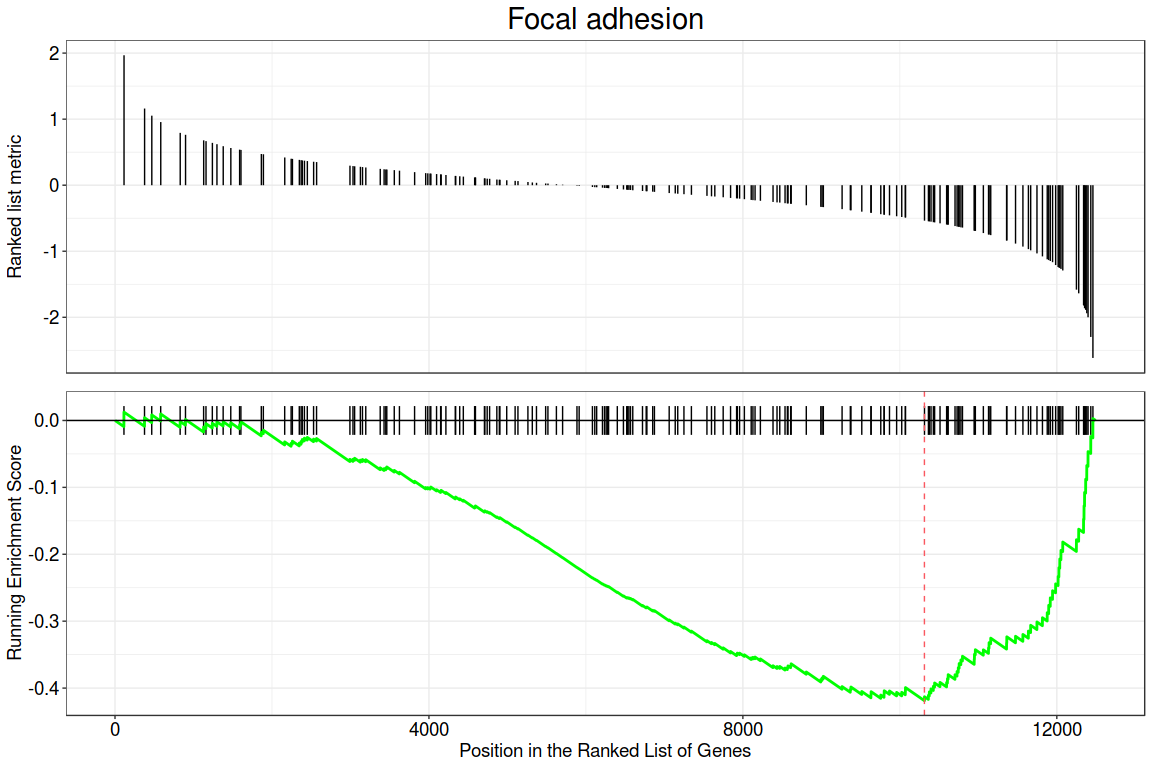 Focal adhesion
Ranked list metric
2
1
0
-1
-2
Running Enrichment Score
0.0
-0.1
-0.2
-0.3
-0.4
0 4000 8000 12000
Position in the Ranked List of Genes